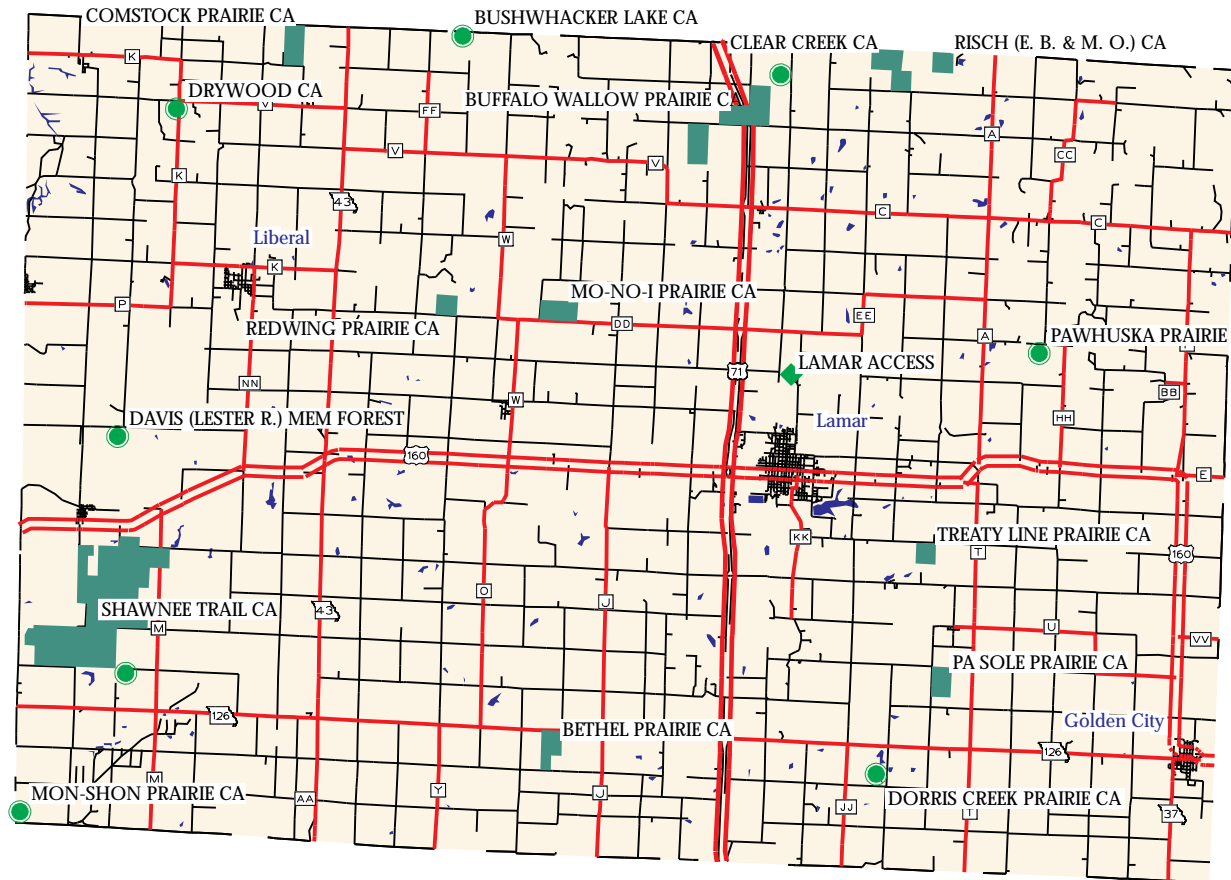 COMSTOCK PRAIRIE CA
BUSHWHACKER LAKE CA
CLEAR CREEK CA
RISCH (E. B. & M. O.) CA
K
DRYWOOD CA
V
FF
BUFFALO WALLOW PRAIRIE CA
A
V
V
CC
K
43
C
C
Liberal
W
K
P
MO-NO-I PRAIRIE CA
EE
REDWING PRAIRIE CA
DD
A
PAWHUSKA PRAIRIE
71
LAMAR ACCESS
NN
W
BB
DAVIS (LESTER R.) MEM FOREST
Lamar
HH
160
E
TREATY LINE PRAIRIE CA
KK
T
160
O
J
SHAWNEE TRAIL CA
43
M
U
VV
PA SOLE PRAIRIE CA
126
BETHEL PRAIRIE CA
Golden City
126
M
MON-SHON PRAIRIE CA
AA
Y
J
JJ
DORRIS CREEK PRAIRIE CA
T
37